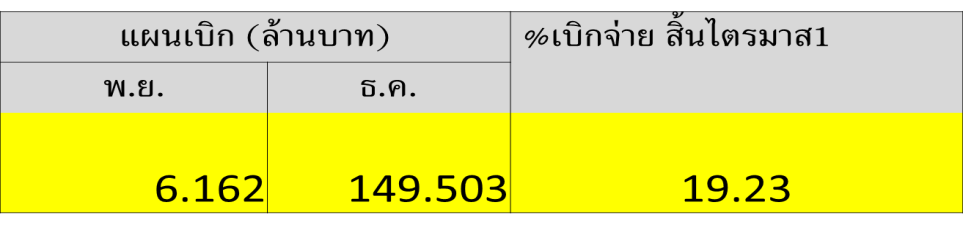 แผนเบิก (ล้านบาท) %เบิกจ่าย สิ้นไตรมาส1
พ.ย. ธ.ค.
6.162 149.503 19.23